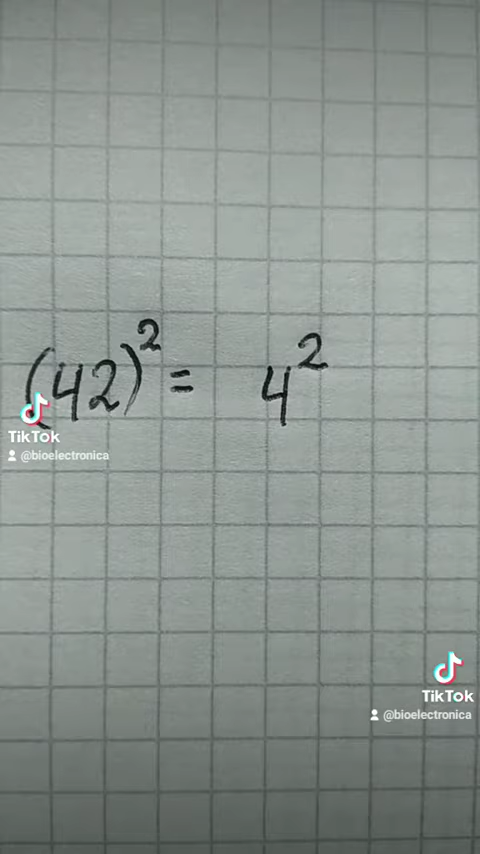 (42)² = 4²
TikTok
@bioelectronica
TikTok
@bioelectronica